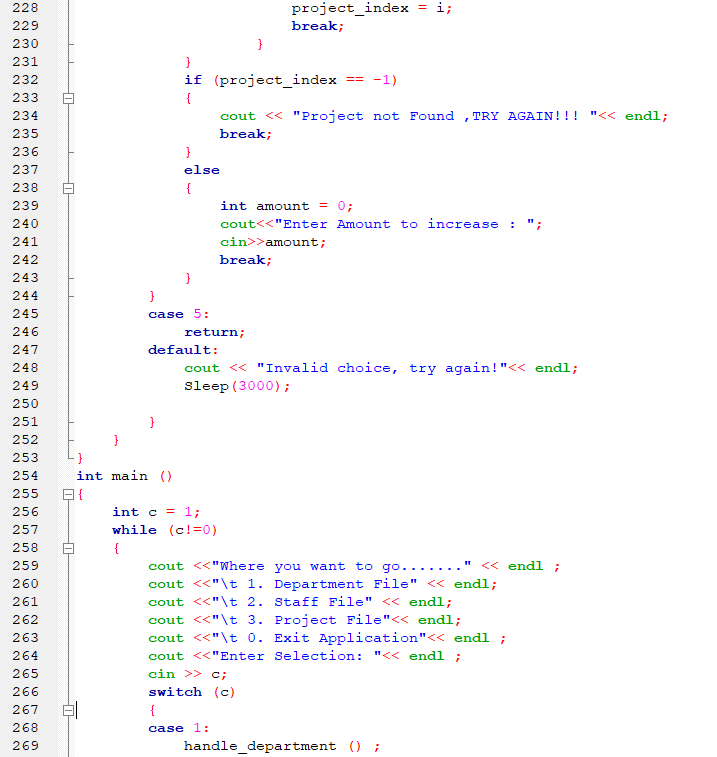 228 project_index = i;
229 break;
230 }
231 }
232 if (project_index == -1)
233 {
234 cout << "Project not Found ,TRY AGAIN!!! "<< endl;
235 break;
236 }
237 else
238 {
239 int amount = 0;
240 cout<<"Enter Amount to increase : ";
241 cin>>amount;
242 break;
243 }
244 }
245 case 5:
246 return;
247 default:
248 cout << "Invalid choice, try again!"<< endl;
249 Sleep(3000);
250
251 }
252 }
253 }
254 int main ()
255 {
256 int c = 1;
257 while (c!=0)
258 {
259 cout <<"Where you want to go......." << endl ;
260 cout <<"\t 1. Department File" << endl;
261 cout <<"\t 2. Staff File" << endl;
262 cout <<"\t 3. Project File"<< endl;
263 cout <<"\t 0. Exit Application"<< endl ;
264 cout <<"Enter Selection: "<< endl ;
265 cin >> c;
266 switch (c)
267 {
268 case 1:
269 handle_department () ;